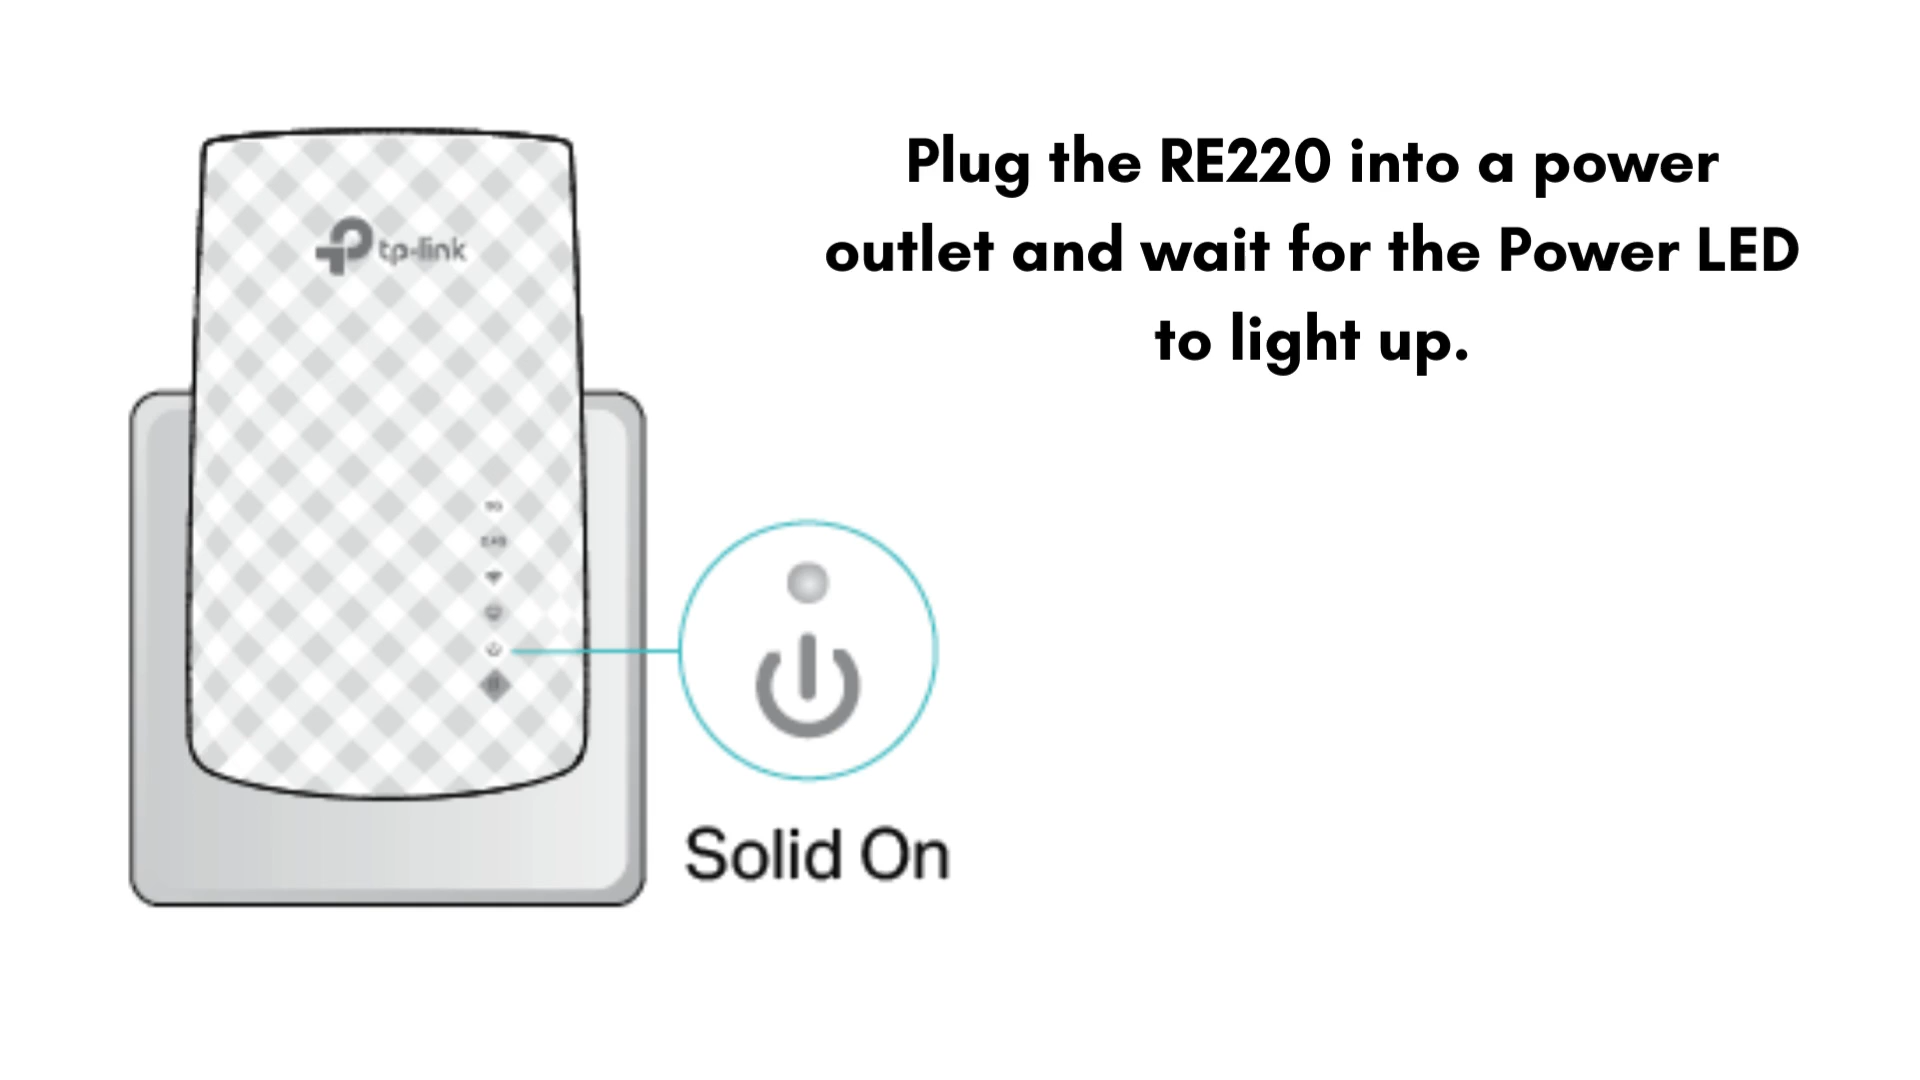 Plug the RE220 into a power
outlet and wait for the Power LED
to light up.
tp-link
Solid On